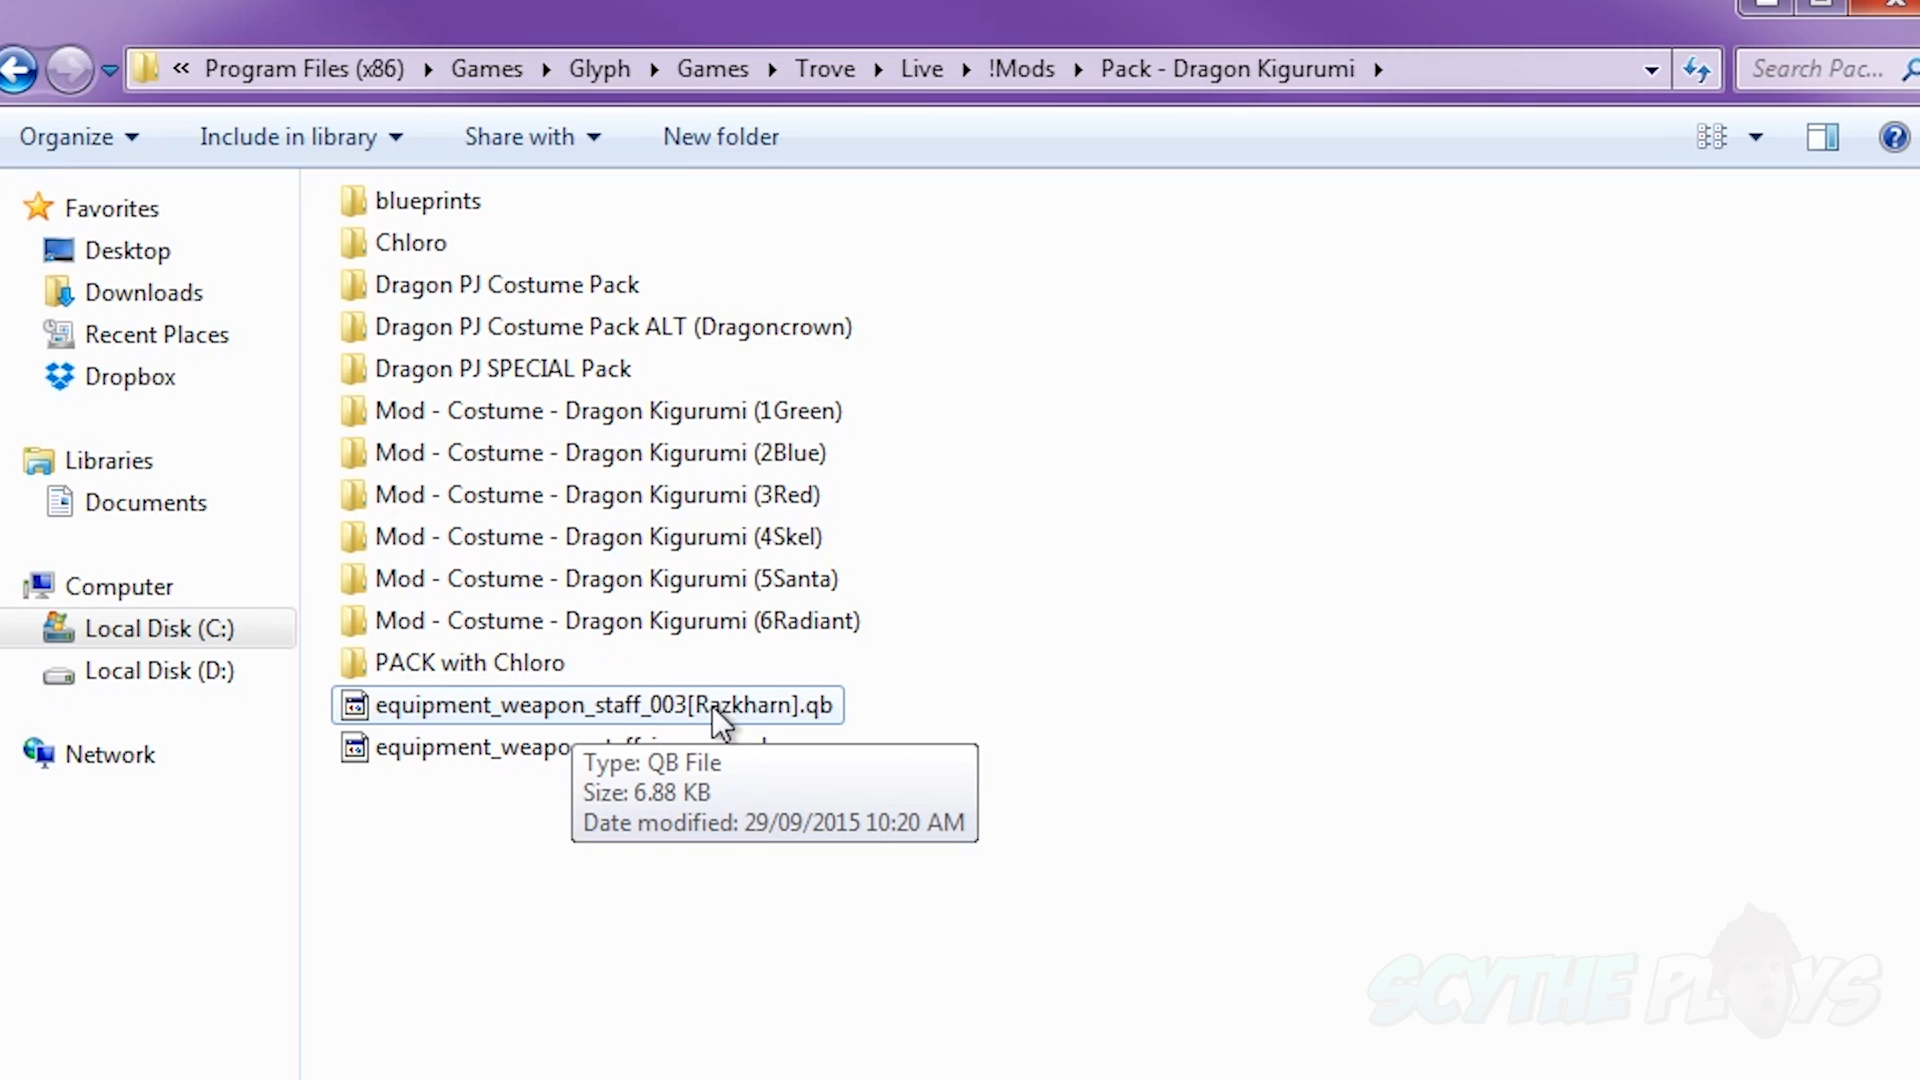 « Program Files (x86) Games Glyph Games Trove Live !Mods Pack - Dragon Kigurumi
Search Pac...
Organize Include in library Share with New folder
Favorites
Desktop
Downloads
Recent Places
Dropbox
Libraries
Documents
Computer
Local Disk (C:)
Local Disk (D:)
Network
blueprints
Chloro
Dragon PJ Costume Pack
Dragon PJ Costume Pack ALT (Dragoncrown)
Dragon PJ SPECIAL Pack
Mod - Costume - Dragon Kigurumi (1Green)
Mod - Costume - Dragon Kigurumi (2Blue)
Mod - Costume - Dragon Kigurumi (3Red)
Mod - Costume - Dragon Kigurumi (4Skel)
Mod - Costume - Dragon Kigurumi (5Santa)
Mod - Costume - Dragon Kigurumi (6Radiant)
PACK with Chloro
equipment_weapon_staff_003[Razkharn].qb
equipment_weapo
Type: QB File
Size: 6.88 KB
Date modified: 29/09/2015 10:20 AM
SCYTHE PLAYS